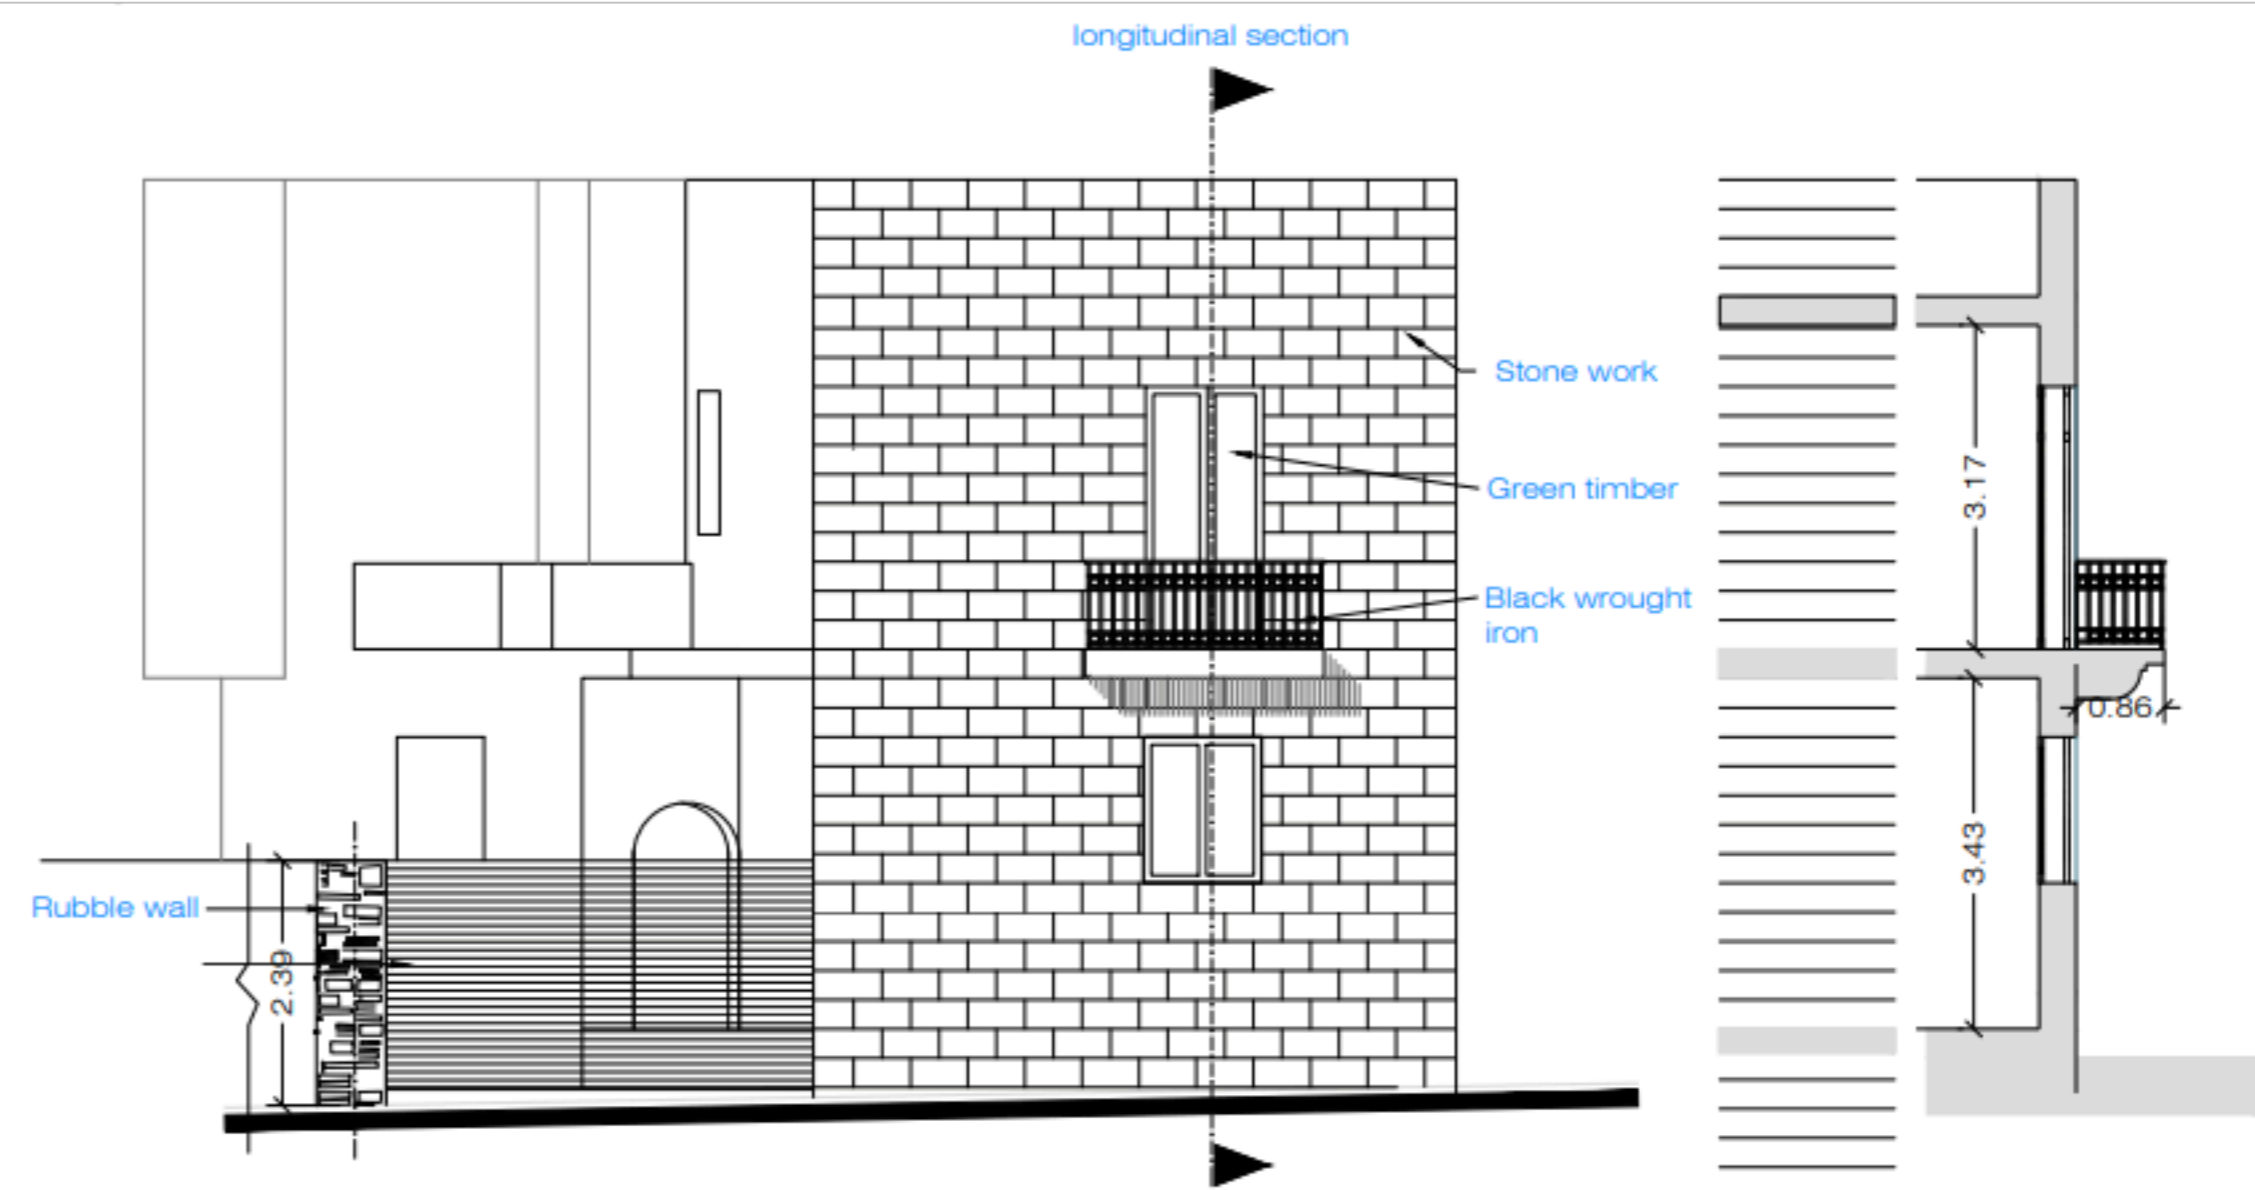 longitudinal section
Stone work
Green timber
Black wrought
iron
Rubble wall
2.39
3.17
3.43
0.86